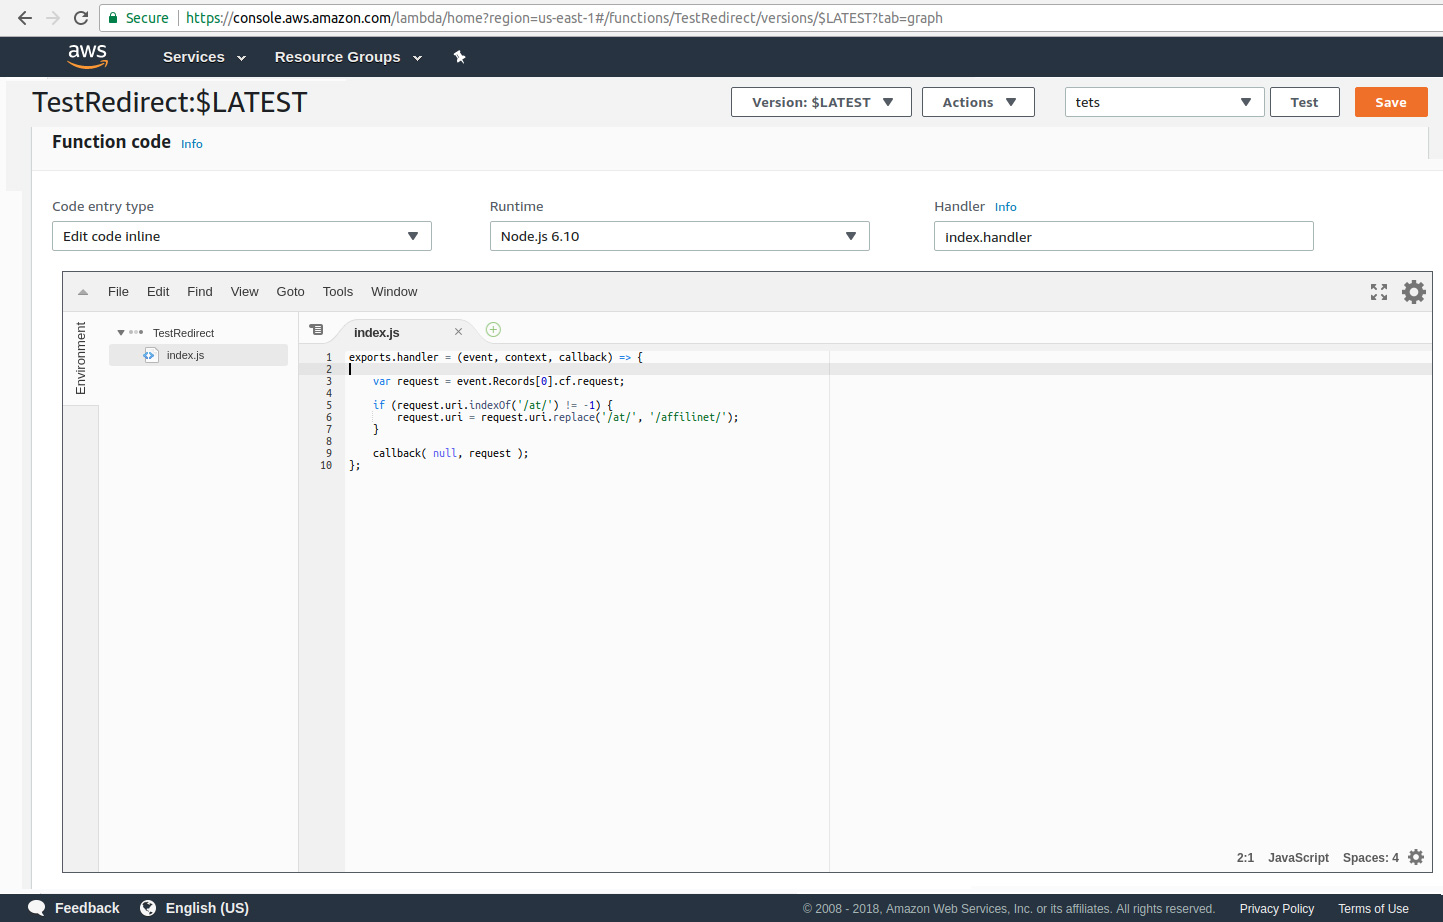 Secure https://console.aws.amazon.com/lambda/home?region=us-east-1#/functions/TestRedirect/versions/$LATEST?tab=graph
aws Services Resource Groups
TestRedirect:$LATEST Version: $LATEST Actions tets Test Save
Function code Info
Code entry type Runtime Handler Info
Edit code inline Node.js 6.10 index.handler
File Edit Find View Goto Tools Window
Environment
TestRedirect
index.js
index.js
1 exports.handler = (event, context, callback) => {
2
3 var request = event.Records[0].cf.request;
4
5 if (request.uri.indexOf('/at/') != -1) {
6 request.uri = request.uri.replace('/at/', '/affilinet/');
7 }
8
9 callback( null, request );
10 };
2:1 JavaScript Spaces: 4
Feedback English (US) © 2008 - 2018, Amazon Web Services, Inc. or its affiliates. All rights reserved. Privacy Policy Terms of Use